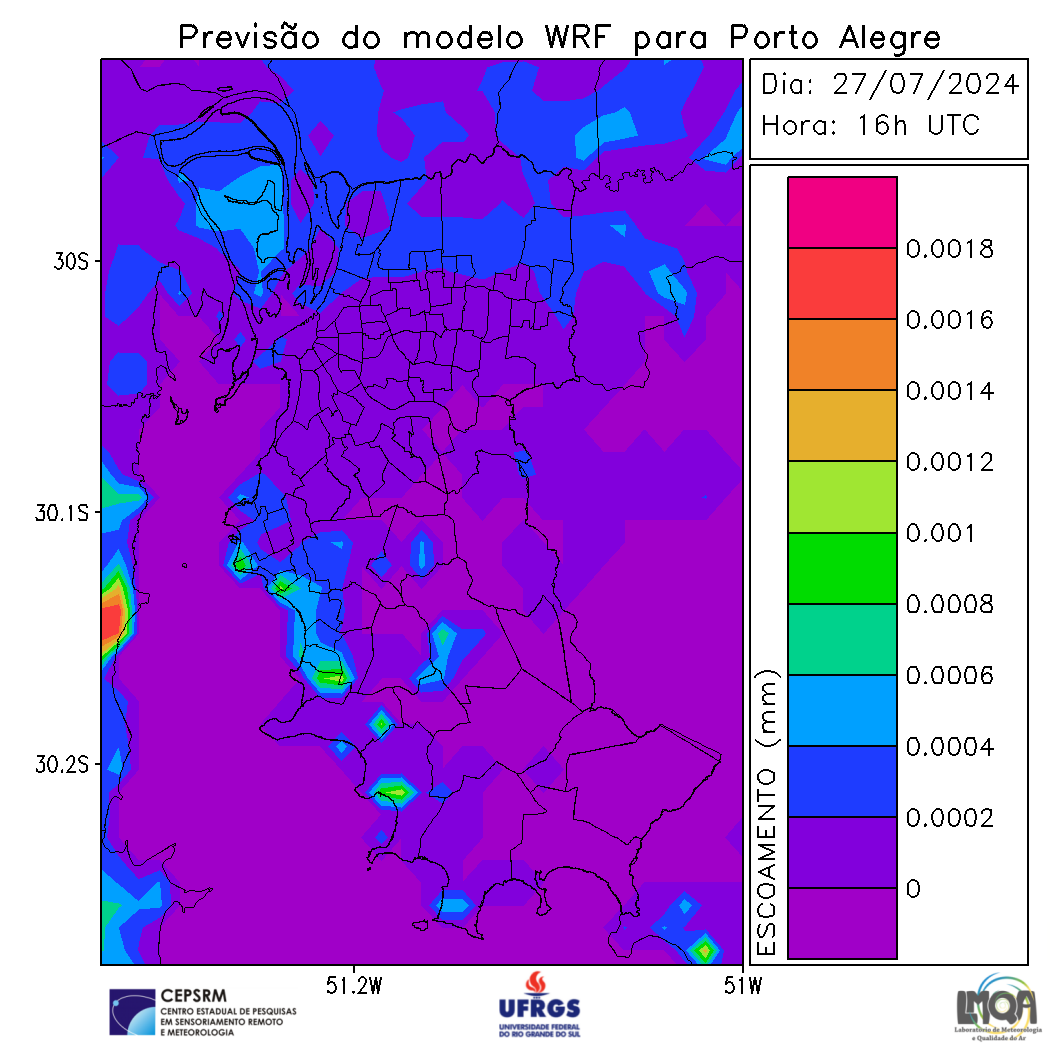 Previsão do modelo WRF para Porto Alegre
Dia: 27/07/2024
Hora: 16h UTC
30S
30.1S
30.2S
51.2W
51W
ESCOAMENTO (mm)
0.0018
0.0016
0.0014
0.0012
0.001
0.0008
0.0006
0.0004
0.0002
0
CEPSRM
CENTRO ESTADUAL DE PESQUISAS
EM SENSORIAMENTO REMOTO
E METEOROLOGIA
UFRGS
UNIVERSIDADE FEDERAL
DO RIO GRANDE DO SUL
LMQA
Laboratório de Meteorologia
e Qualidade do Ar